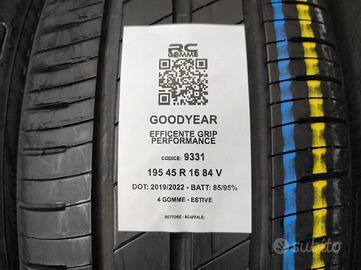 RC
GOMME
GOODYEAR
EFFICENTE GRIP
PERFORMANCE
CODICE: 9331
195 45 R 16 84 V
DOT: 2019/2022 - BATT: 85/95%
4 GOMME - ESTIVE
SETTORE: - SCAFFALE:
subito